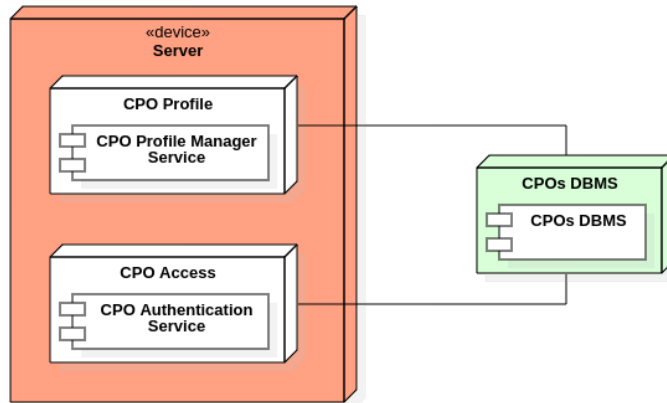 «device»
Server
CPO Profile
CPO Profile Manager
Service
CPO Access
CPO Authentication
Service
CPOs DBMS
CPOs DBMS